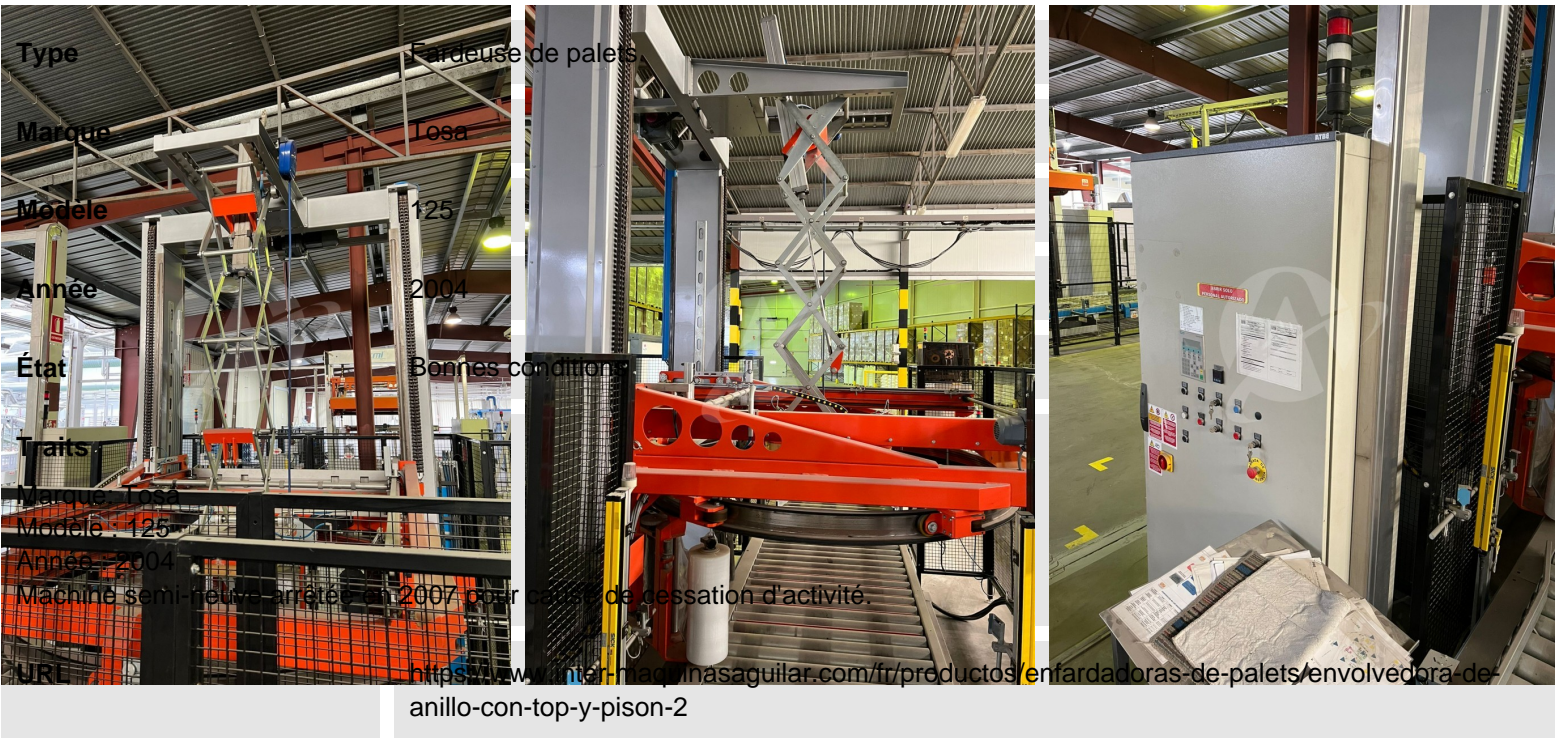 Type Fardeuse de palets
Marque Tosa
Modèle 125
Année 2004
État Bonnes conditions
Traits
Marque: Tosa
Modèle : 125
Année : 2004
Machine semi-neuve arrêtée en 2007 pour cause de cessation d'activité.
URL https://www.inter-maquinasaguilar.com/fr/productos/enfardadoras-de-palets/envolvedora-de-
anillo-con-top-y-pison-2